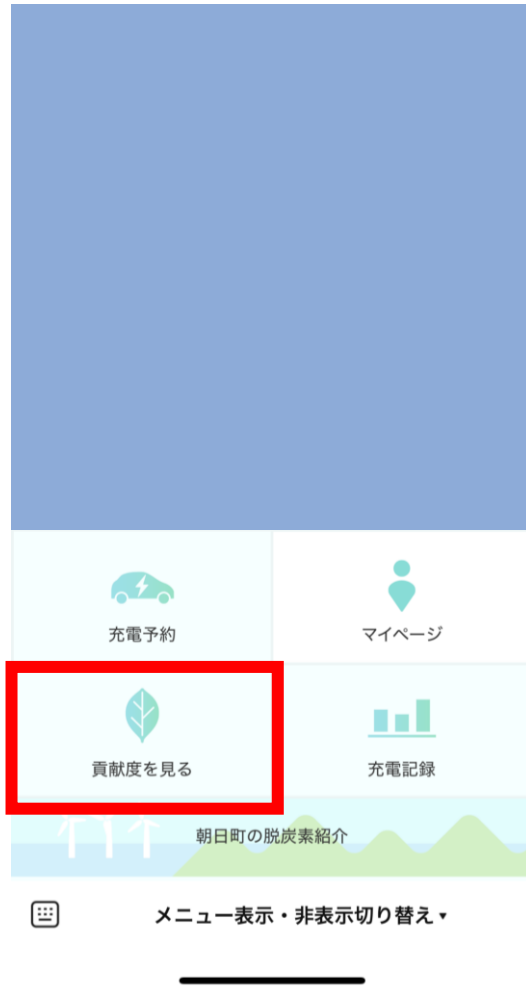 充電予約
マイページ
貢献度を見る
充電記録
朝日町の脱炭素紹介
メニュー表示・非表示切り替え▾